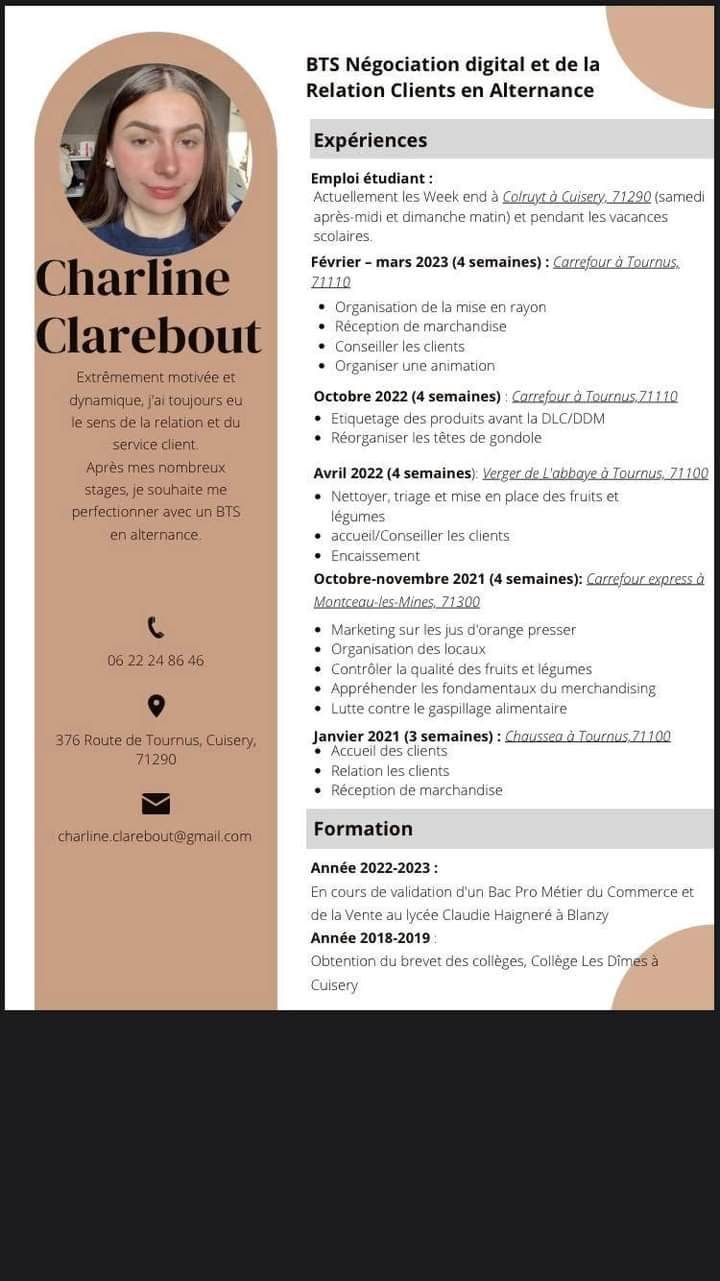 BTS Négociation digital et de la
Relation Clients en Alternance
Charline
Clarebout
Extrêmement motivée et
dynamique, j'ai toujours eu
le sens de la relation et du
service client.
Après mes nombreux
stages, je souhaite me
perfectionner avec un BTS
en alternance.
06 22 24 86 46
376 Route de Tournus, Cuisery,
71290
charline.clarebout@gmail.com
Expériences
Emploi étudiant :
Actuellement les Week end à Colruyt à Cuisery, 71290 (samedi
après-midi et dimanche matin) et pendant les vacances
scolaires.
Février – mars 2023 (4 semaines) : Carrefour à Tournus,
71110
• Organisation de la mise en rayon
• Réception de marchandise
• Conseiller les clients
• Organiser une animation
Octobre 2022 (4 semaines) : Carrefour à Tournus,71110
• Etiquetage des produits avant la DLC/DDM
• Réorganiser les têtes de gondole
Avril 2022 (4 semaines): Verger de L'abbaye à Tournus, 71100
• Nettoyer, triage et mise en place des fruits et
légumes
• accueil/Conseiller les clients
• Encaissement
Octobre-novembre 2021 (4 semaines): Carrefour express à
Montceau-les-Mines, 71300
• Marketing sur les jus d'orange presser
• Organisation des locaux
• Contrôler la qualité des fruits et légumes
• Appréhender les fondamentaux du merchandising
• Lutte contre le gaspillage alimentaire
Janvier 2021 (3 semaines) : Chaussea à Tournus,71100
• Accueil des clients
• Relation les clients
• Réception de marchandise
Formation
Année 2022-2023 :
En cours de validation d'un Bac Pro Métier du Commerce et
de la Vente au lycée Claudie Haigneré à Blanzy
Année 2018-2019 :
Obtention du brevet des collèges, Collège Les Dîmes à
Cuisery